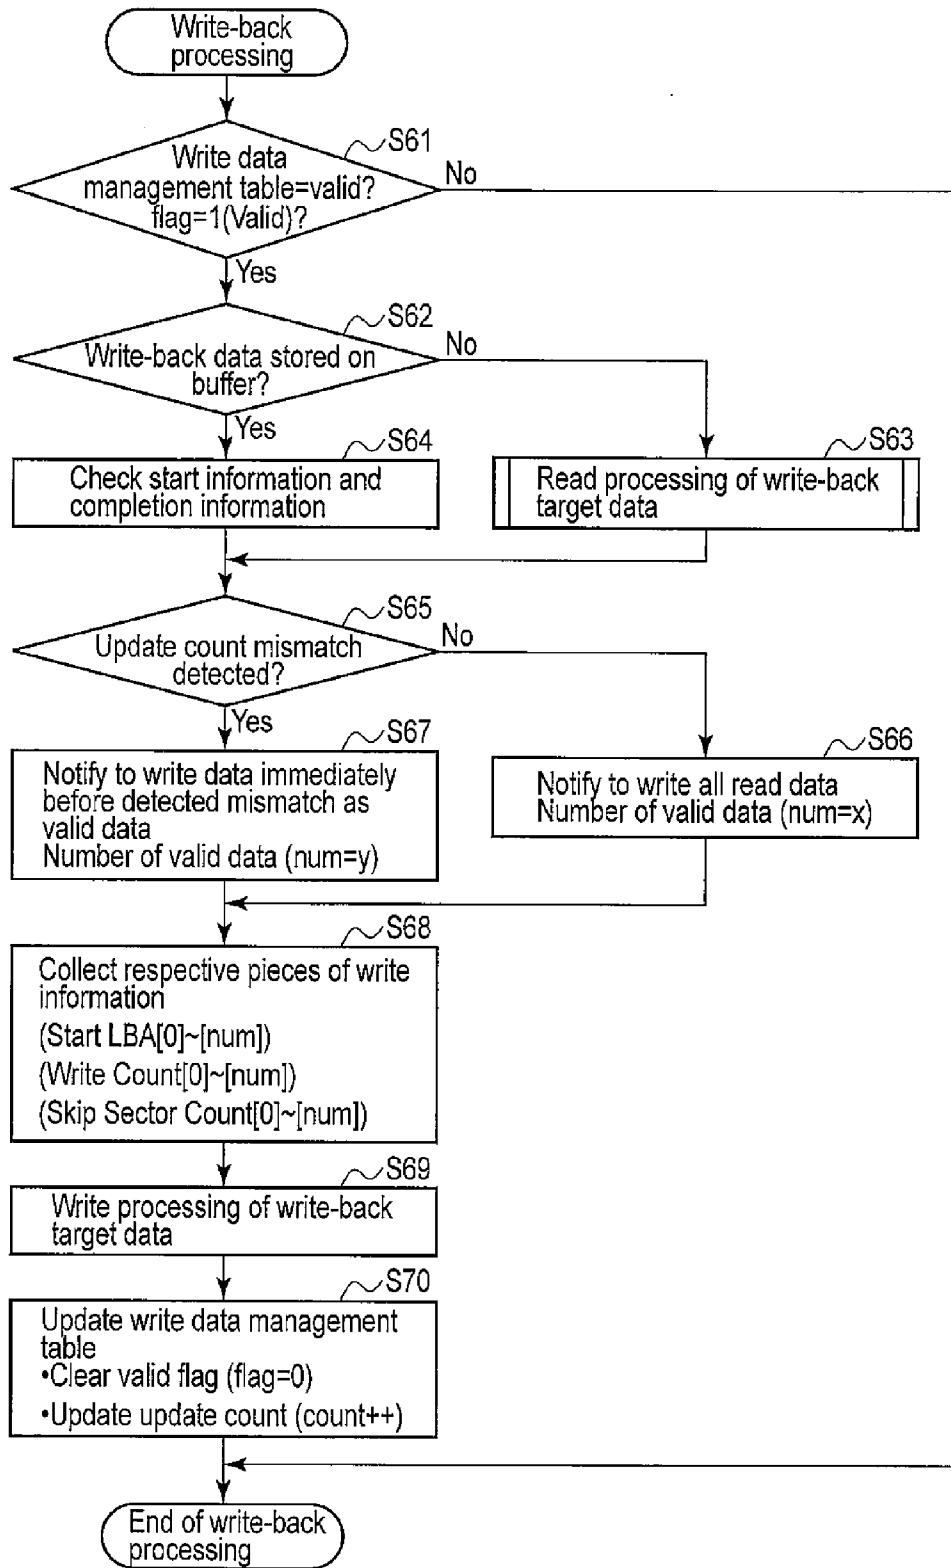 Write-back
processing
S61
Write data
management table=valid?
flag=1(Valid)?
No
Yes
S62
Write-back data stored on
buffer?
No
Yes
S64
Check start information and
completion information
S63
Read processing of write-back
target data
S65
Update count mismatch
detected?
No
Yes
S67
Notify to write data immediately
before detected mismatch as
valid data
Number of valid data (num=y)
S66
Notify to write all read data
Number of valid data (num=x)
S68
Collect respective pieces of write
information
(Start LBA[0]~[num])
(Write Count[0]~[num])
(Skip Sector Count[0]~[num])
S69
Write processing of write-back
target data
S70
Update write data management
table
•Clear valid flag (flag=0)
•Update update count (count++)
End of write-back
processing